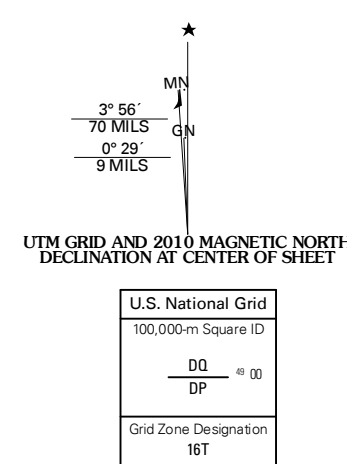 ★
MN
3° 56´
70 MILS
GN
0° 29´
9 MILS
UTM GRID AND 2010 MAGNETIC NORTH
DECLINATION AT CENTER OF SHEET
U.S. National Grid
100,000-m Square ID
DQ
49 00
DP
Grid Zone Designation
16T